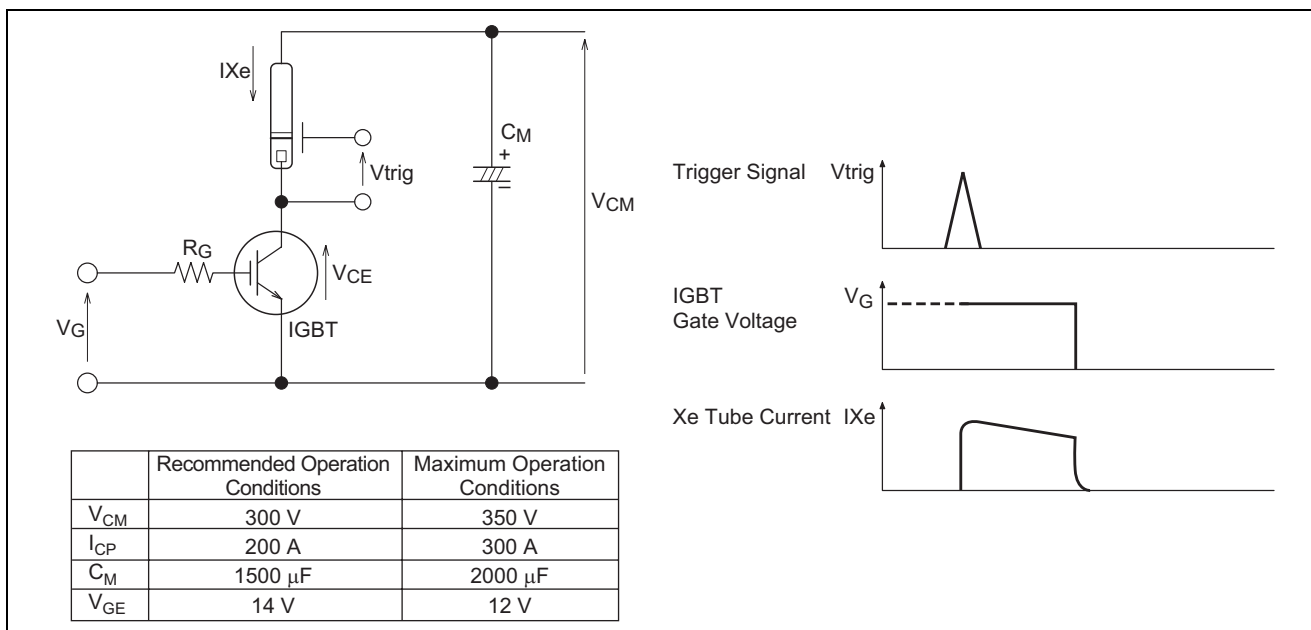 IXe
Vtrig
CM
+
−
VCM
RG
VCE
VG
IGBT
Trigger Signal Vtrig
IGBT
Gate Voltage
VG
Xe Tube Current IXe
Recommended Operation Conditions Maximum Operation Conditions
VCM 300 V 350 V
ICP 200 A 300 A
CM 1500 μF 2000 μF
VGE 14 V 12 V